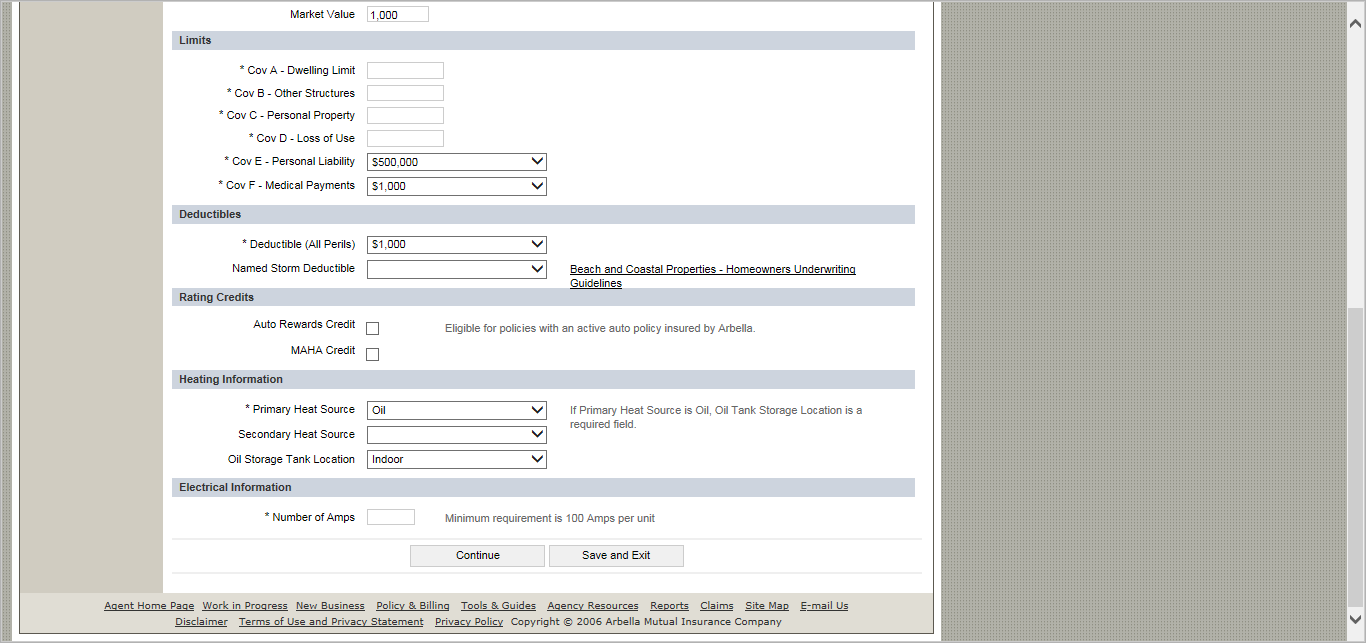 Market Value 1,000
Limits
* Cov A - Dwelling Limit
* Cov B - Other Structures
* Cov C - Personal Property
* Cov D - Loss of Use
* Cov E - Personal Liability $500,000
* Cov F - Medical Payments $1,000
Deductibles
* Deductible (All Perils) $1,000
Named Storm Deductible Beach and Coastal Properties - Homeowners Underwriting
Guidelines
Rating Credits
Auto Rewards Credit Eligible for policies with an active auto policy insured by Arbella.
MAHA Credit
Heating Information
* Primary Heat Source Oil If Primary Heat Source is Oil, Oil Tank Storage Location is a
required field.
Secondary Heat Source
Oil Storage Tank Location Indoor
Electrical Information
* Number of Amps Minimum requirement is 100 Amps per unit
Continue Save and Exit
Agent Home Page Work in Progress New Business Policy & Billing Tools & Guides Agency Resources Reports Claims Site Map E-mail Us
Disclaimer Terms of Use and Privacy Statement Privacy Policy Copyright © 2006 Arbella Mutual Insurance Company